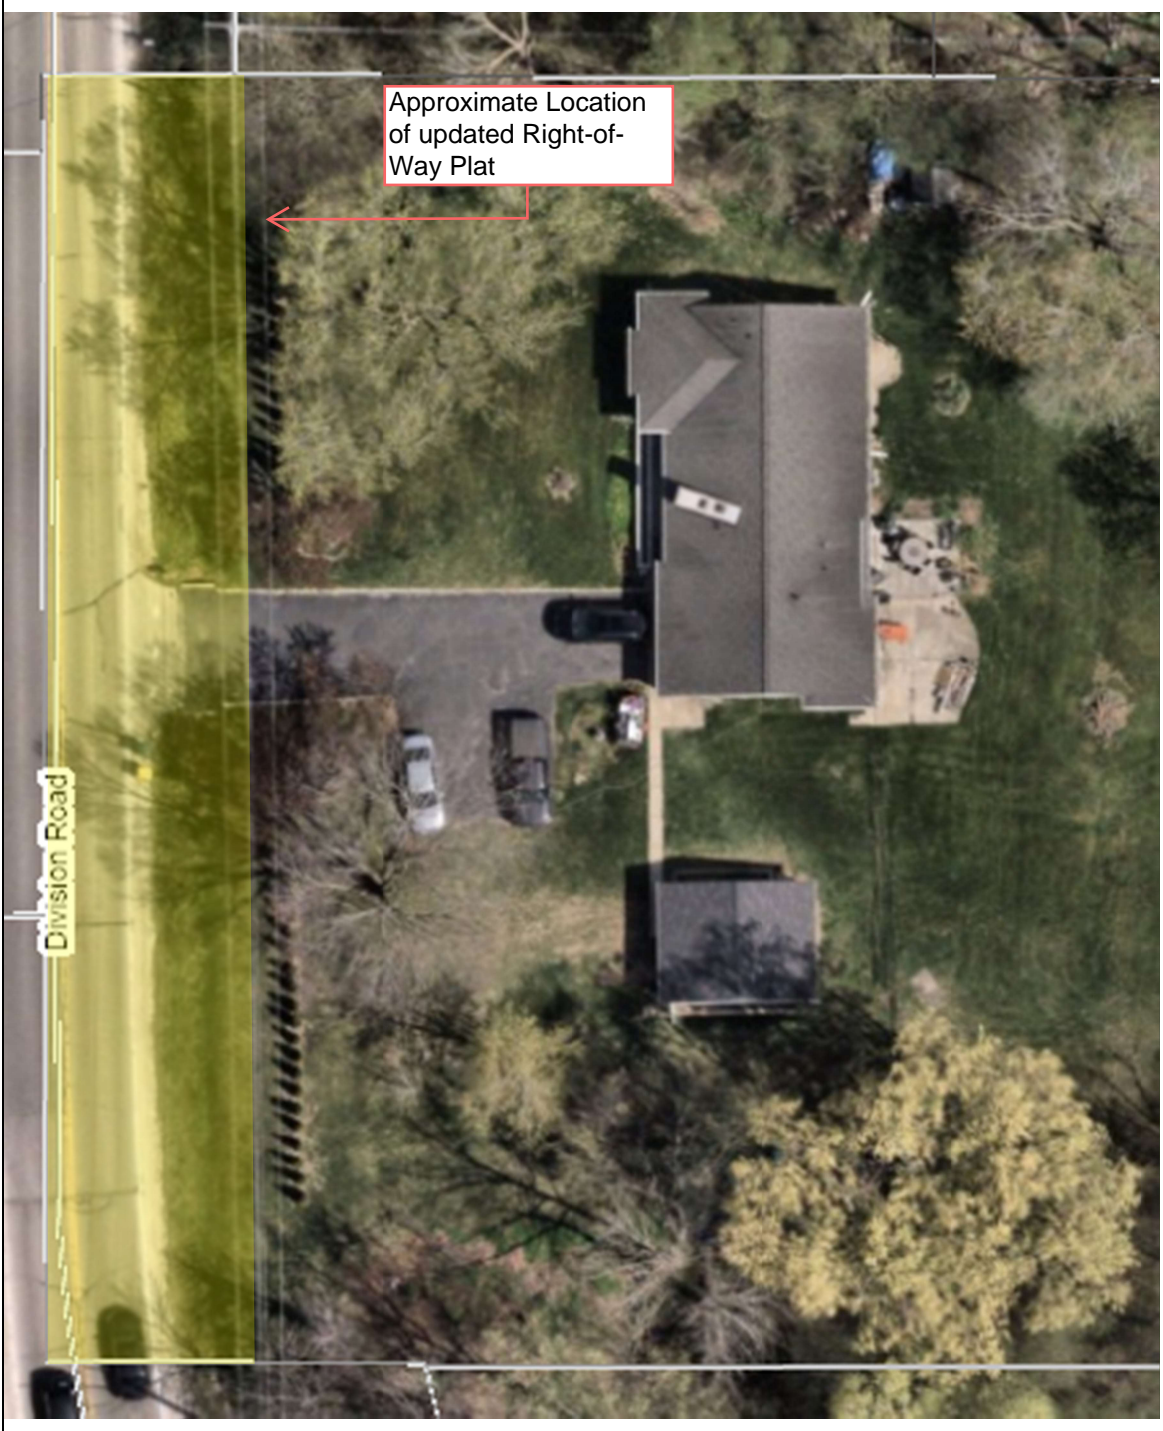 Approximate Location
of updated Right-of-
Way Plat
Division Road